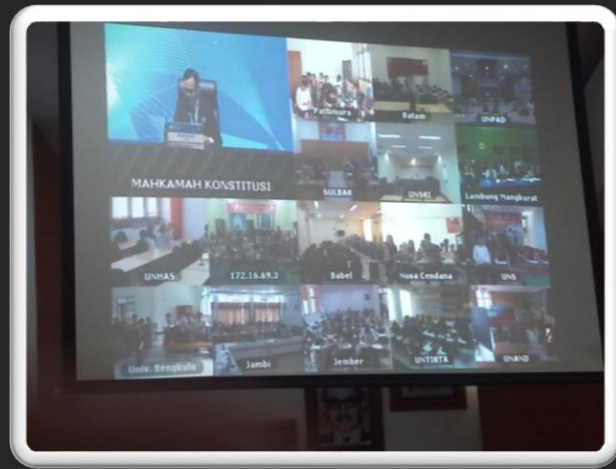 Pattimura
Batam
UNPAD
MAHKAMAH KONSTITUSI
SULBAR
UNSRI
Lambung Mangkurat
UNHAS
172.16.69.3
Babel
Nusa Cendana
UNS
Univ. Bengkulu
Jambi
Jember
UNTIRTA
UNAND